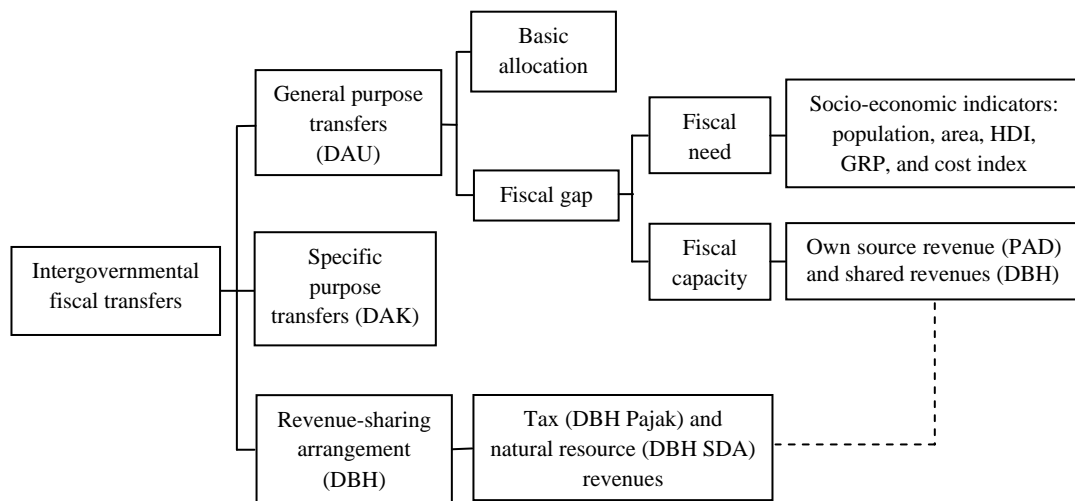 Intergovernmental
fiscal transfers
General purpose
transfers
(DAU)
Basic
allocation
Fiscal gap
Fiscal
need
Socio-economic indicators:
population, area, HDI,
GRP, and cost index
Fiscal
capacity
Own source revenue (PAD)
and shared revenues (DBH)
Specific
purpose
transfers (DAK)
Revenue-sharing
arrangement
(DBH)
Tax (DBH Pajak) and
natural resource (DBH SDA)
revenues